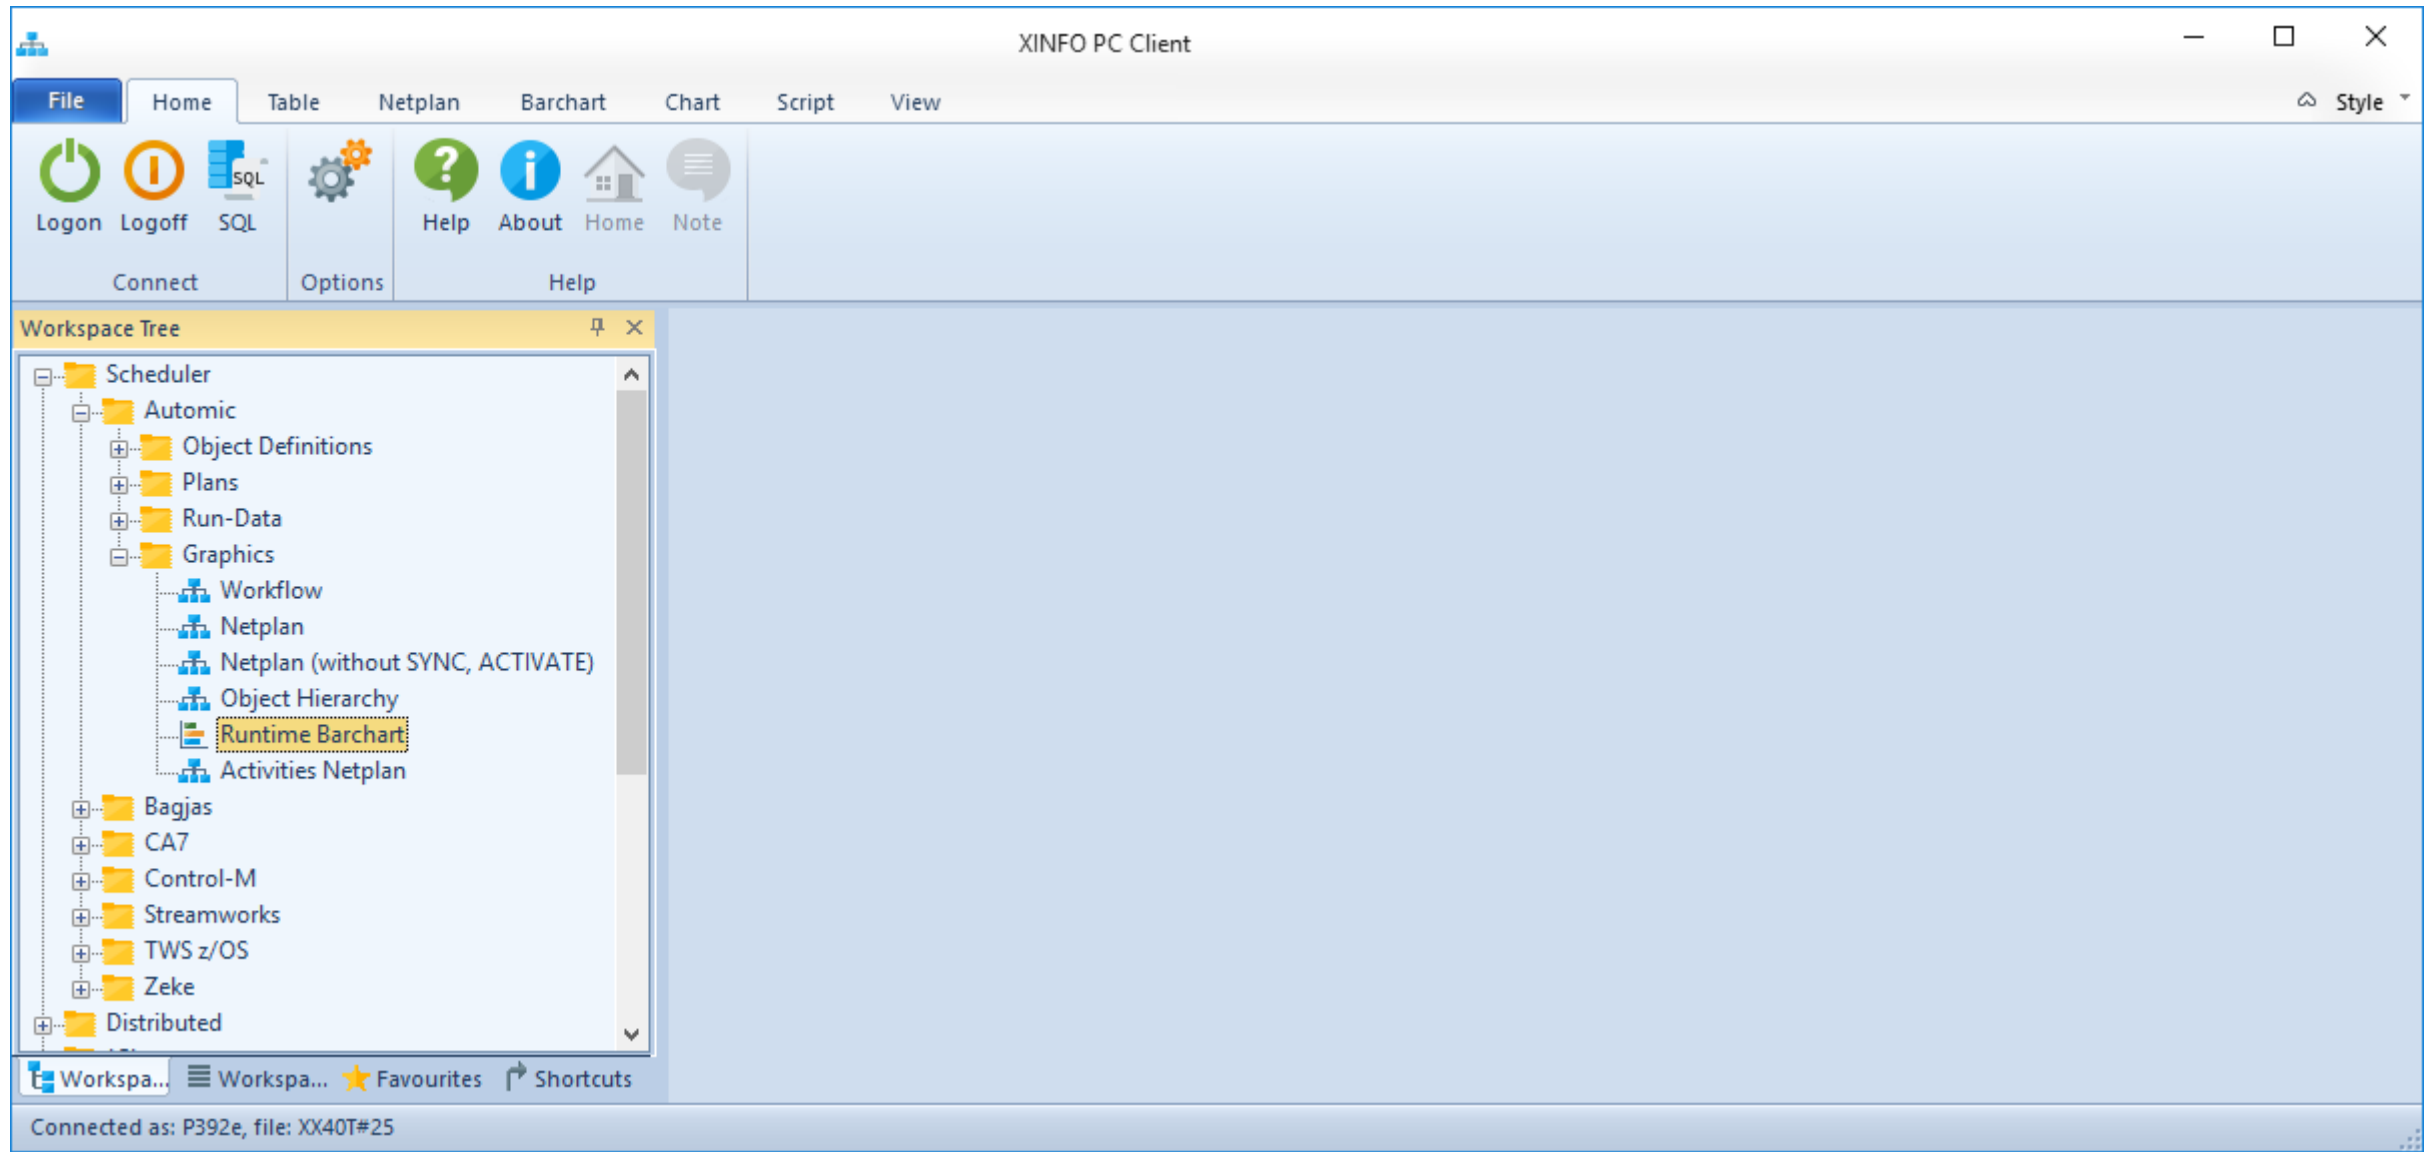 XINFO PC Client
File Home Table Netplan Barchart Chart Script View Style
SQL
Logon Logoff SQL Help About Home Note
Connect Options Help
Workspace Tree
Scheduler
Automic
Object Definitions
Plans
Run-Data
Graphics
Workflow
Netplan
Netplan (without SYNC, ACTIVATE)
Object Hierarchy
Runtime Barchart
Activities Netplan
Bagjas
CA7
Control-M
Streamworks
TWS z/OS
Zeke
Distributed
Workspa... Workspa... Favourites Shortcuts
Connected as: P392e, file: XX40T#25